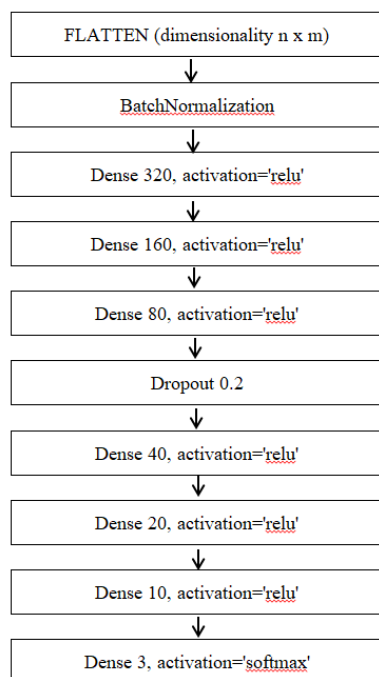 FLATTEN (dimensionality n x m)
BatchNormalization
Dense 320, activation='relu'
Dense 160, activation='relu'
Dense 80, activation='relu'
Dropout 0.2
Dense 40, activation='relu'
Dense 20, activation='relu'
Dense 10, activation='relu'
Dense 3, activation='softmax'